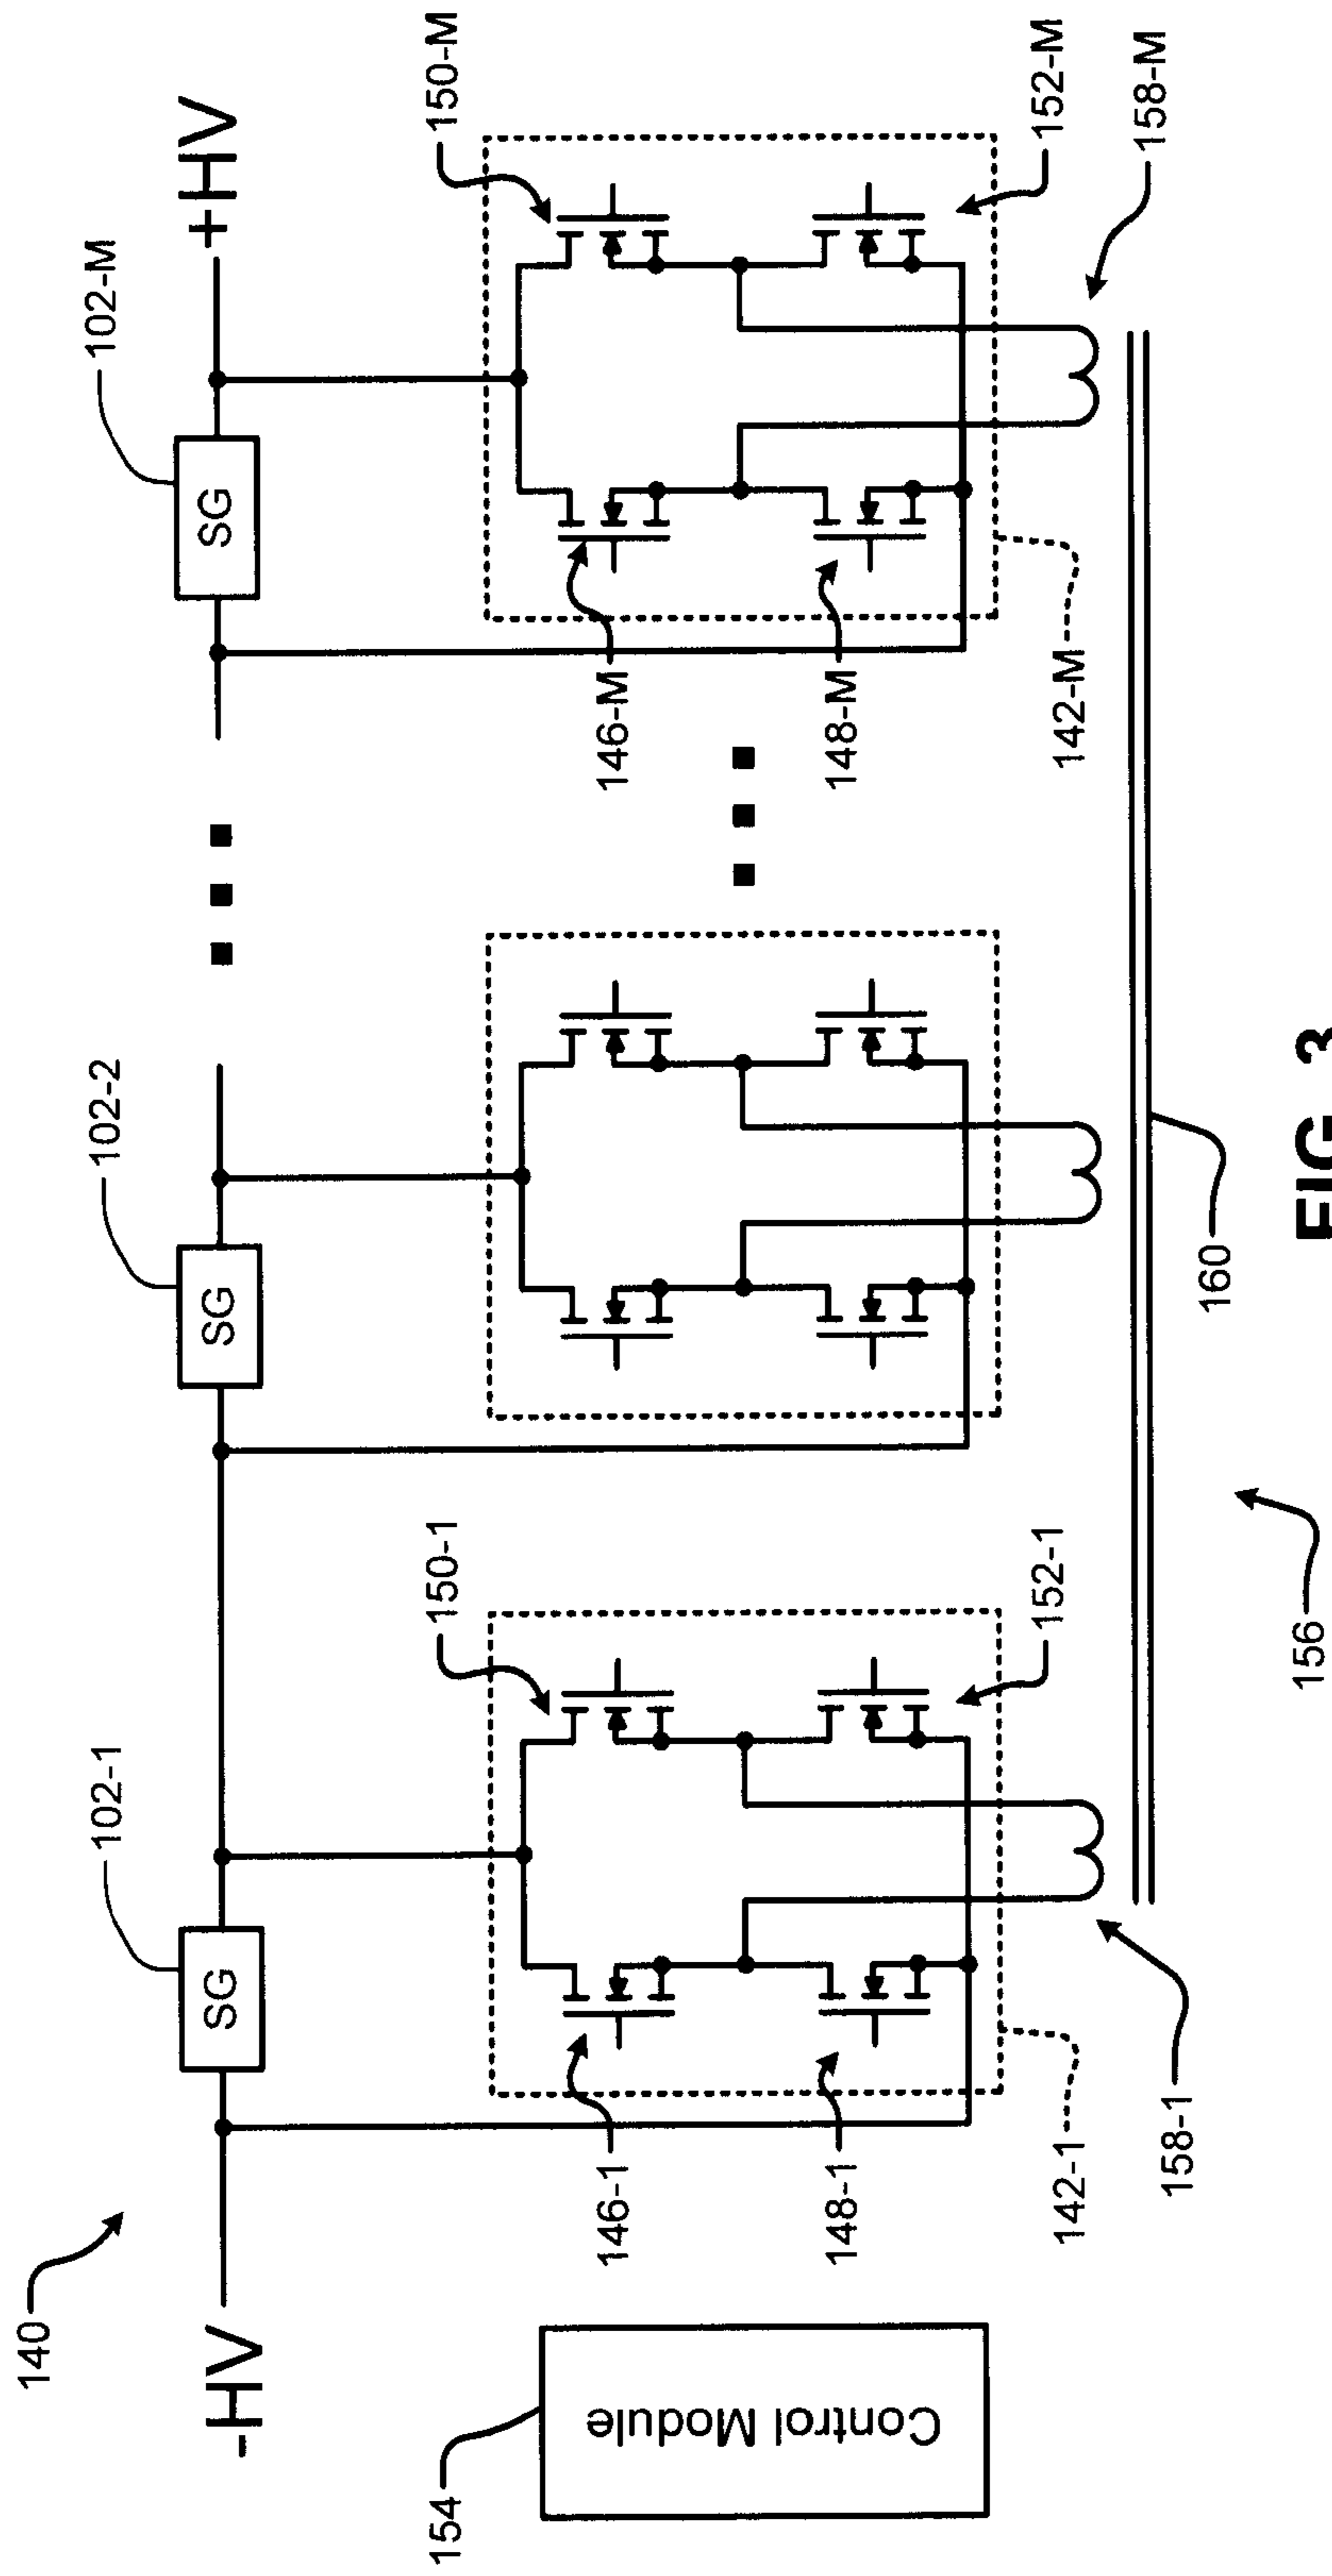 140
-HV
102-1
SG
102-2
SG
102-M
SG
+HV
154
Control Module
146-1
148-1
150-1
152-1
142-1
158-1
146-M
148-M
150-M
152-M
142-M
158-M
156
160
FIG. 3